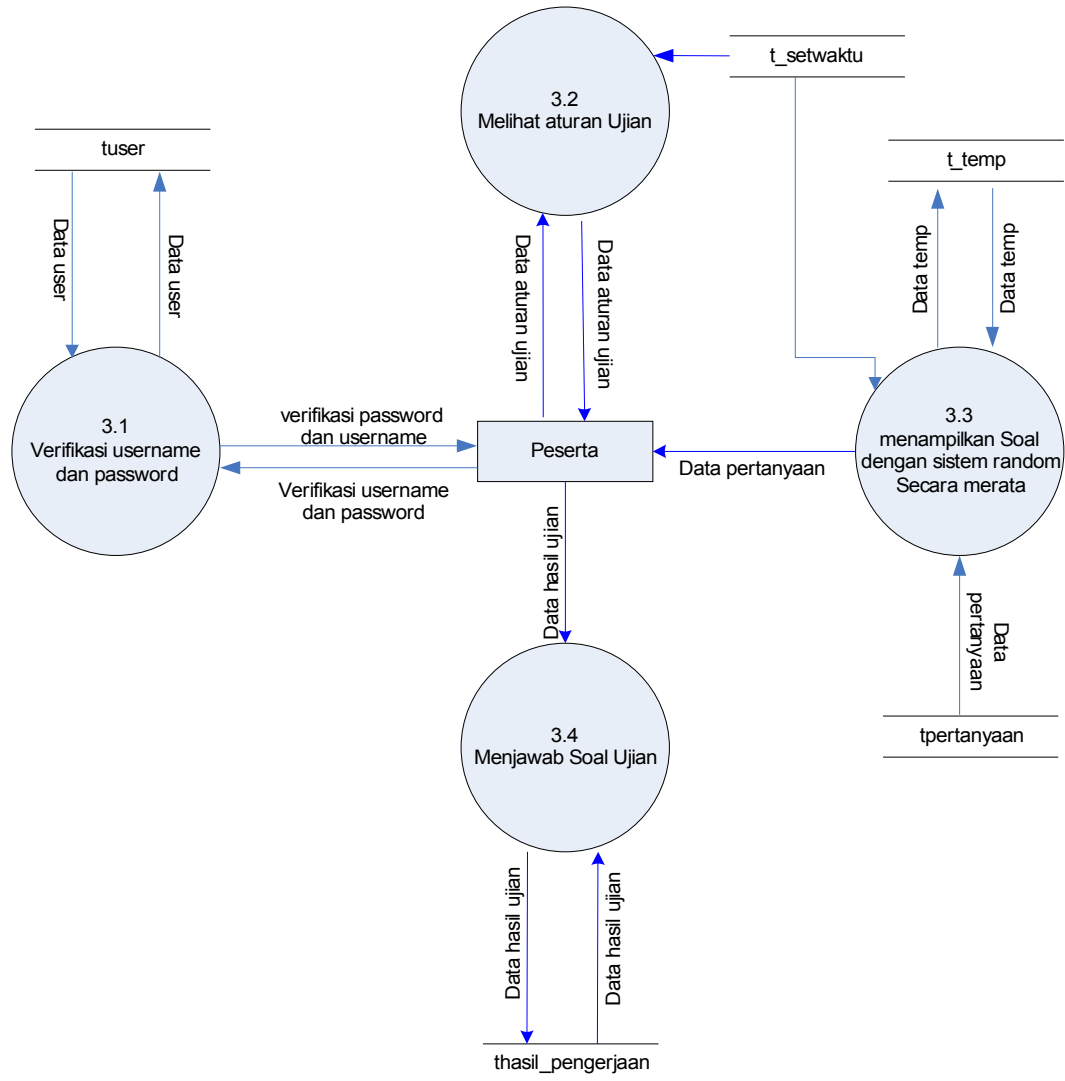 t_setwaktu
3.2
Melihat aturan Ujian
tuser
t_temp
Data user
Data user
Data aturan ujian
Data aturan ujian
Data temp
Data temp
3.1
Verifikasi username
dan password
verifikasi password
dan username
Verifikasi username
dan password
Peserta
Data pertanyaan
3.3
menampilkan Soal
dengan sistem random
Secara merata
Data hasil ujian
Data
pertanyaan
tpertanyaan
3.4
Menjawab Soal Ujian
Data hasil ujian
Data hasil ujian
thasil_pengerjaan